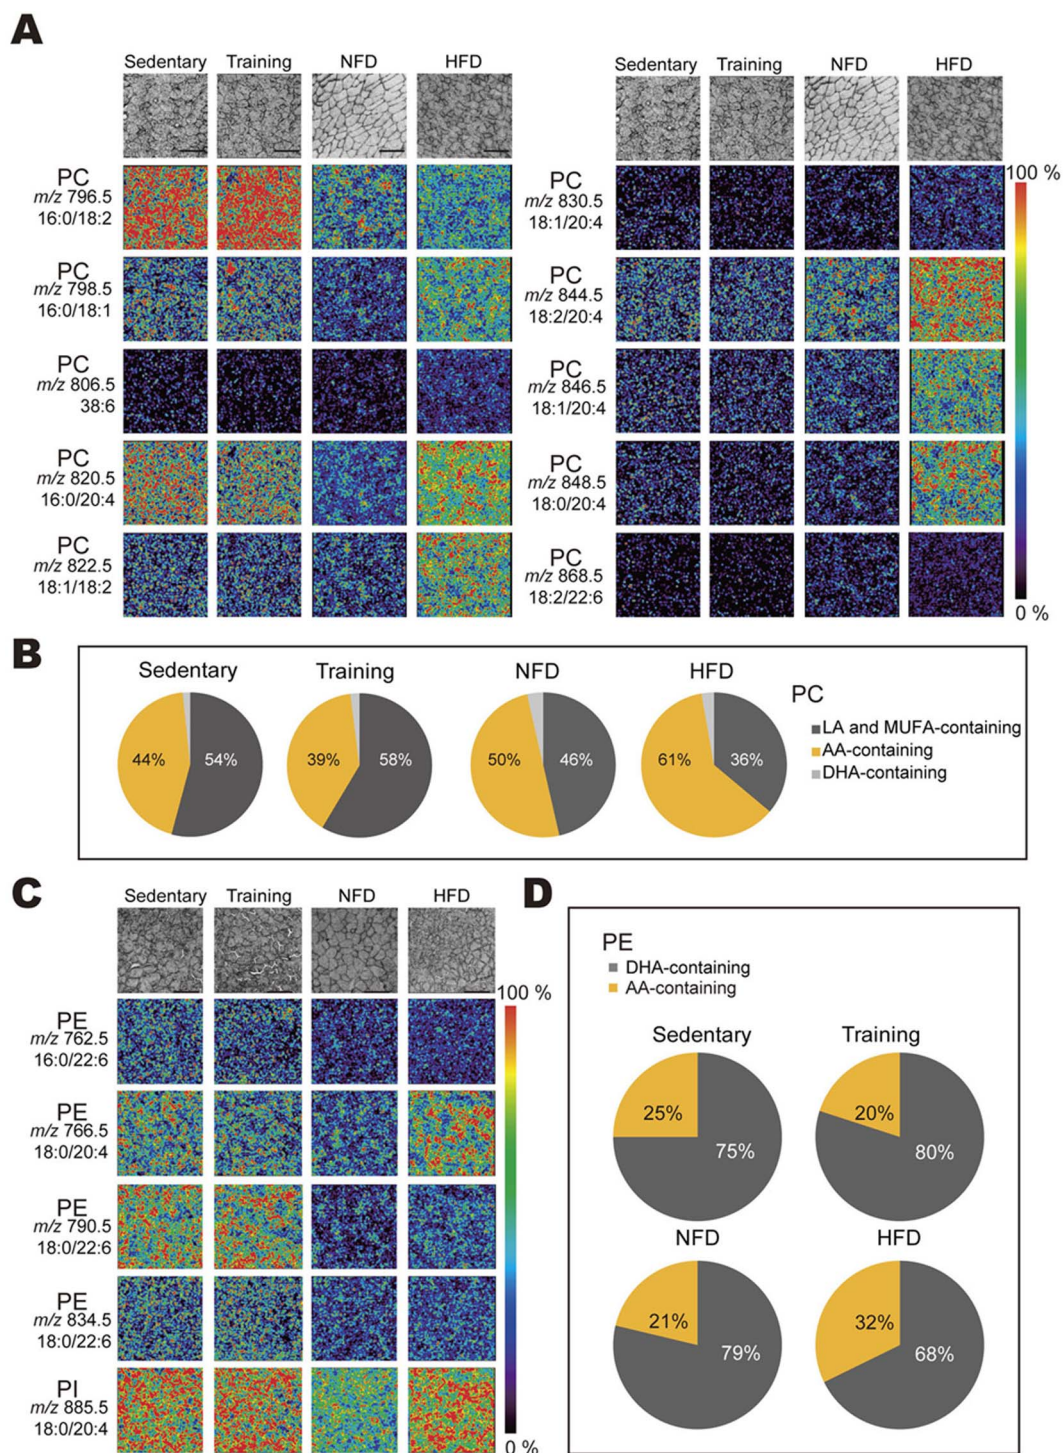 A
Sedentary Training NFD HFD
Sedentary Training NFD HFD
PC
m/z 796.5
16:0/18:2
PC
m/z 798.5
16:0/18:1
PC
m/z 806.5
38:6
PC
m/z 820.5
16:0/20:4
PC
m/z 822.5
18:1/18:2
PC
m/z 830.5
18:1/20:4
PC
m/z 844.5
18:2/20:4
PC
m/z 846.5
18:1/20:4
PC
m/z 848.5
18:0/20:4
PC
m/z 868.5
18:2/22:6
100 %
0 %
B
Sedentary Training NFD HFD
44% 54% 39% 58% 50% 46% 61% 36%
PC
LA and MUFA-containing
AA-containing
DHA-containing
C
Sedentary Training NFD HFD
PE
m/z 762.5
16:0/22:6
PE
m/z 766.5
18:0/20:4
PE
m/z 790.5
18:0/22:6
PE
m/z 834.5
18:0/22:6
PI
m/z 885.5
18:0/20:4
100 %
0 %
D
PE
DHA-containing
AA-containing
Sedentary Training
25% 20%
75% 80%
NFD HFD
21% 32%
79% 68%